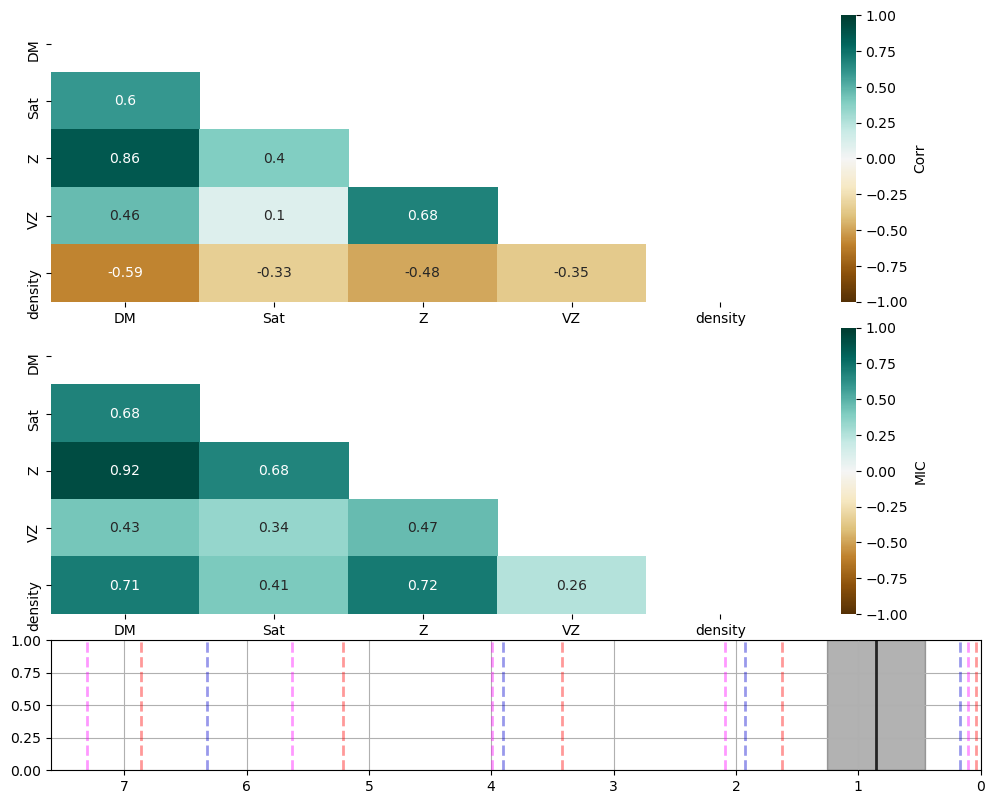 DM
Sat
Z
VZ
density
0.6
0.86
0.4
0.46
0.1
0.68
-0.59
-0.33
-0.48
-0.35
DM
Sat
Z
VZ
density
1.00
0.75
0.50
0.25
0.00
−0.25
−0.50
−0.75
−1.00
Corr
DM
Sat
Z
VZ
density
0.68
0.92
0.68
0.43
0.34
0.47
0.71
0.41
0.72
0.26
DM
Sat
Z
VZ
density
1.00
0.75
0.50
0.25
0.00
−0.25
−0.50
−0.75
−1.00
MIC
1.00
0.75
0.50
0.25
0.00
7
6
5
4
3
2
1
0